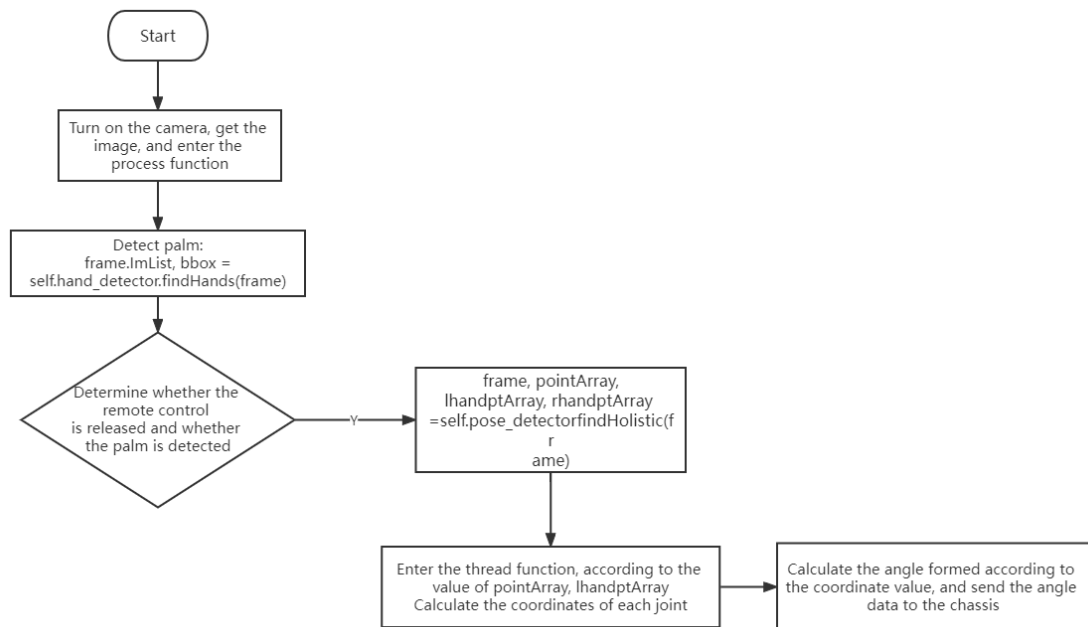 Start
Turn on the camera, get the
image, and enter the
process function
Detect palm:
frame.ImList, bbox =
self.hand_detector.findHands(frame)
Determine whether the
remote control
is released and whether
the palm is detected
Y
frame, pointArray,
lhandptArray, rhandptArray
=self.pose_detectorfindHolistic(f
r
ame)
Enter the thread function, according to the
value of pointArray, lhandptArray
Calculate the coordinates of each joint
Calculate the angle formed according to
the coordinate value, and send the angle
data to the chassis